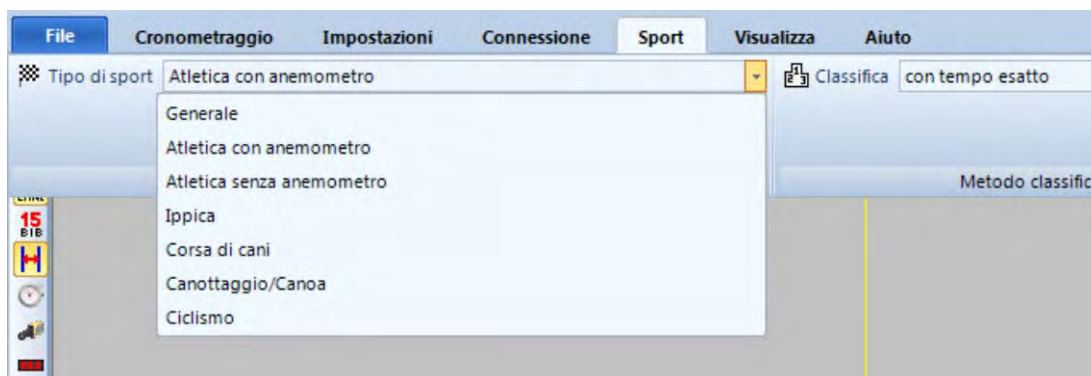 File Cronometraggio Impostazioni Connessione Sport Visualizza Aiuto
Tipo di sport Atletica con anemometro Classifica con tempo esatto
Generale
Atletica con anemometro
Atletica senza anemometro
Metodo classific
Ippica
15
BIB
Corsa di cani
Canottaggio/Canoa
Ciclismo